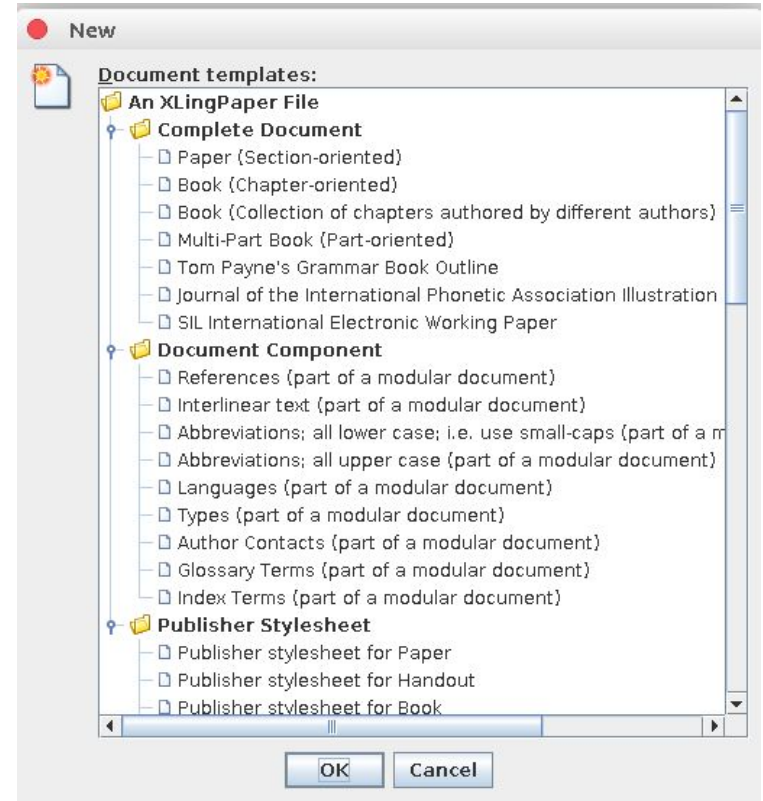 New
Document templates:
An XLingPaper File
Complete Document
Paper (Section-oriented)
Book (Chapter-oriented)
Book (Collection of chapters authored by different authors)
Multi-Part Book (Part-oriented)
Tom Payne's Grammar Book Outline
Journal of the International Phonetic Association Illustration
SIL International Electronic Working Paper
Document Component
References (part of a modular document)
Interlinear text (part of a modular document)
Abbreviations; all lower case; i.e. use small-caps (part of a m
Abbreviations; all upper case (part of a modular document)
Languages (part of a modular document)
Types (part of a modular document)
Author Contacts (part of a modular document)
Glossary Terms (part of a modular document)
Index Terms (part of a modular document)
Publisher Stylesheet
Publisher stylesheet for Paper
Publisher stylesheet for Handout
Publisher stylesheet for Book
OK Cancel